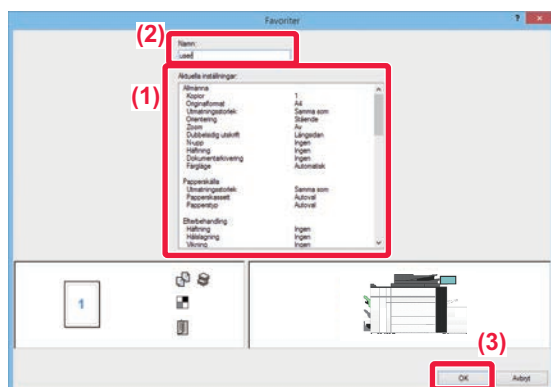 Favoriter
?
(2)
Namn:
user
(1)
Aktuella inställningar:
Allmänna
Kopior 1
Originalformat A4
Utmatningsstorlek Samma som
Orientering Stående
Zoom Av
Dubbelsidig utskrift Långsidan
N-upp Ingen
Häftning Ingen
Dokumentarkivering Ingen
Färgläge Automatisk
Papperskälla
Utmatningsstorlek Samma som
Papperskassett Autoval
Papperstyp Autoval
Efterbehandling
Häftning Ingen
Hålslagning Ingen
Vikning Ingen
1
(3)
OK
Avbryt